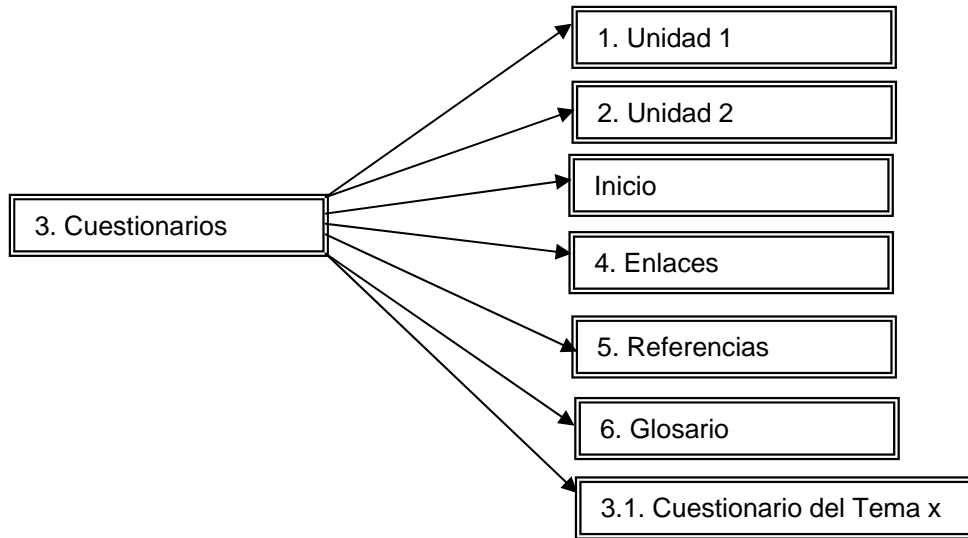 1. Unidad 1
2. Unidad 2
Inicio
3. Cuestionarios
4. Enlaces
5. Referencias
6. Glosario
3.1. Cuestionario del Tema x